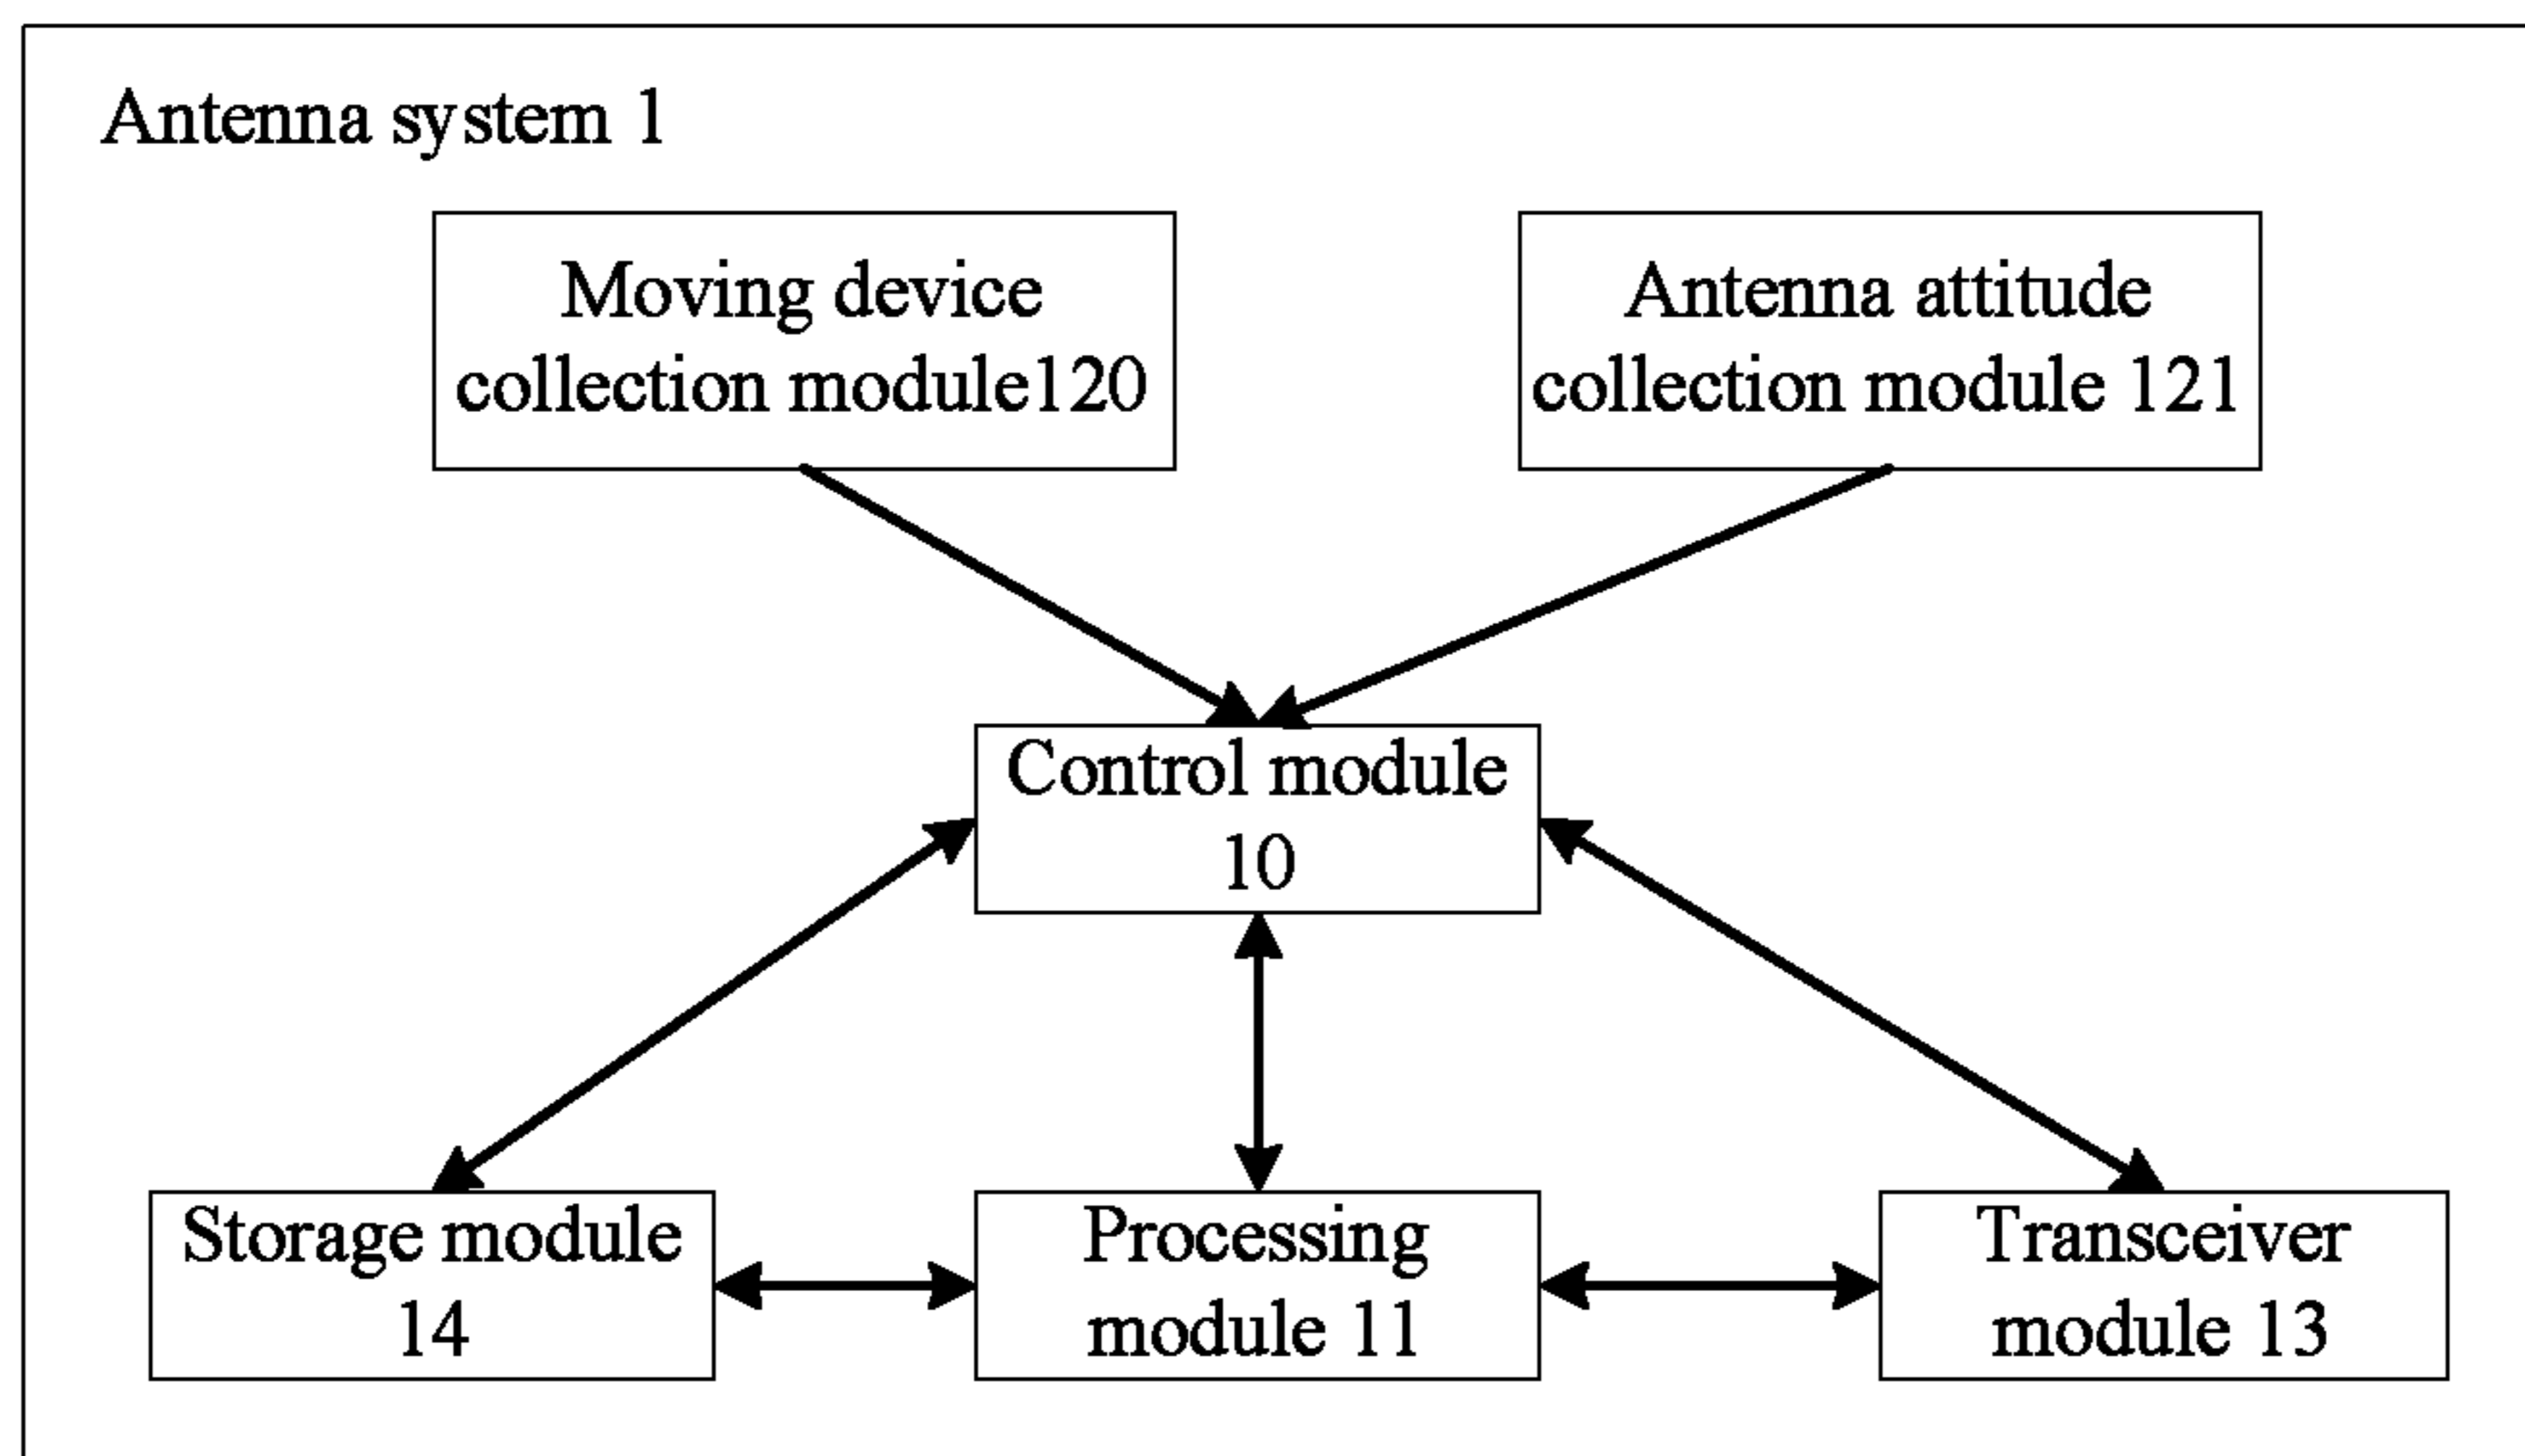 Antenna system 1
Moving device
collection module120
Antenna attitude
collection module 121
Control module
10
Storage module
14
Processing
module 11
Transceiver
module 13